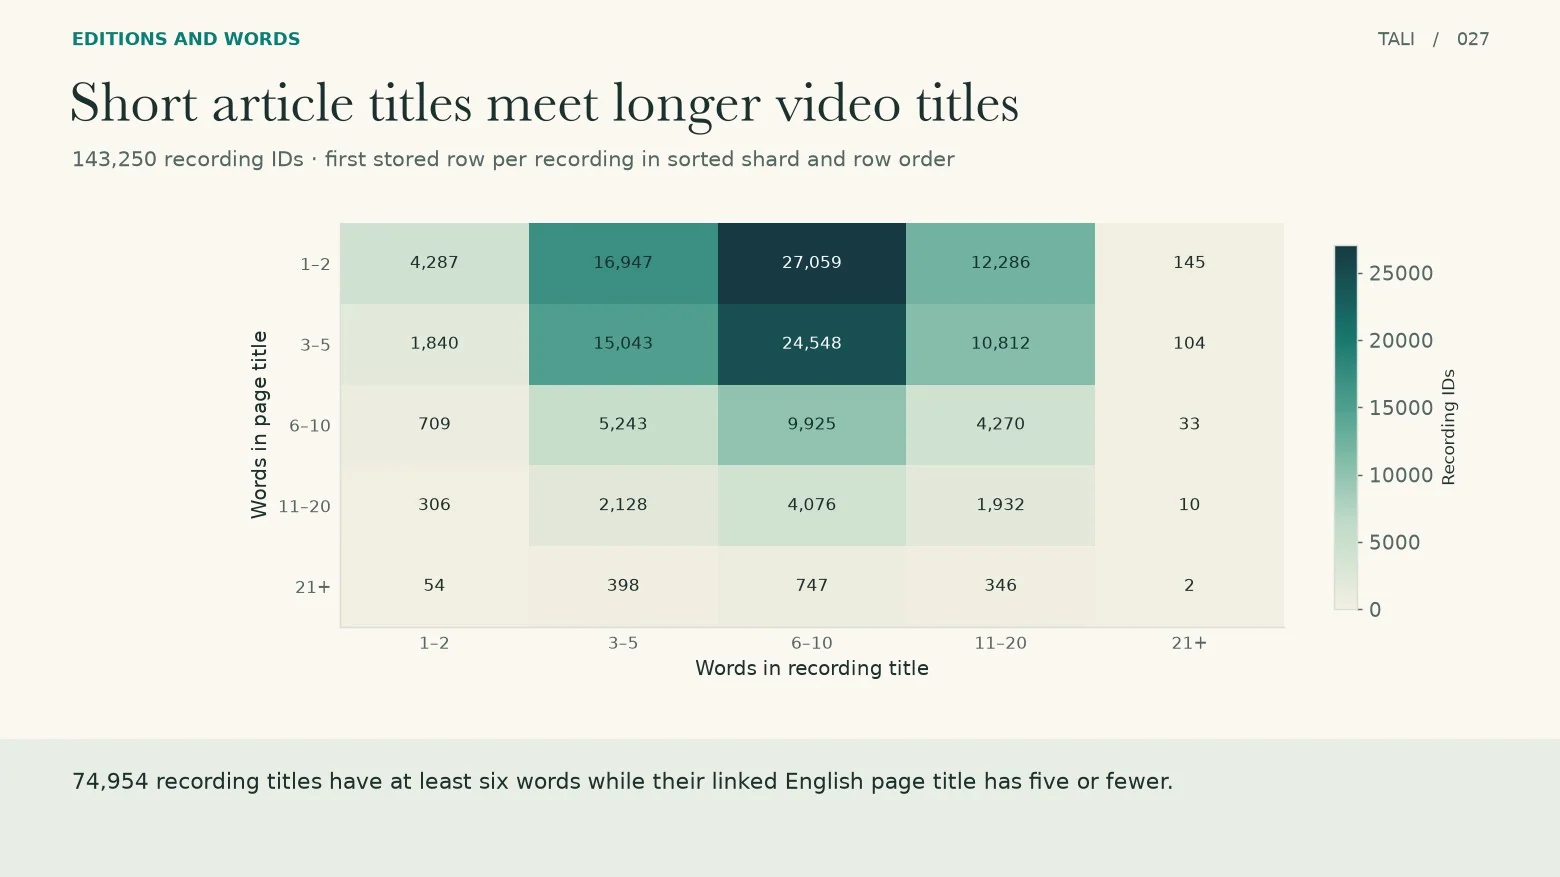 EDITIONS AND WORDS
TALI / 027
Short article titles meet longer video titles
143,250 recording IDs · first stored row per recording in sorted shard and row order
Words in page title
1–2 4,287 16,947 27,059 12,286 145
3–5 1,840 15,043 24,548 10,812 104
6–10 709 5,243 9,925 4,270 33
11–20 306 2,128 4,076 1,932 10
21+ 54 398 747 346 2
1–2 3–5 6–10 11–20 21+
Words in recording title
25000
20000
15000
10000
5000
0
Recording IDs
74,954 recording titles have at least six words while their linked English page title has five or fewer.